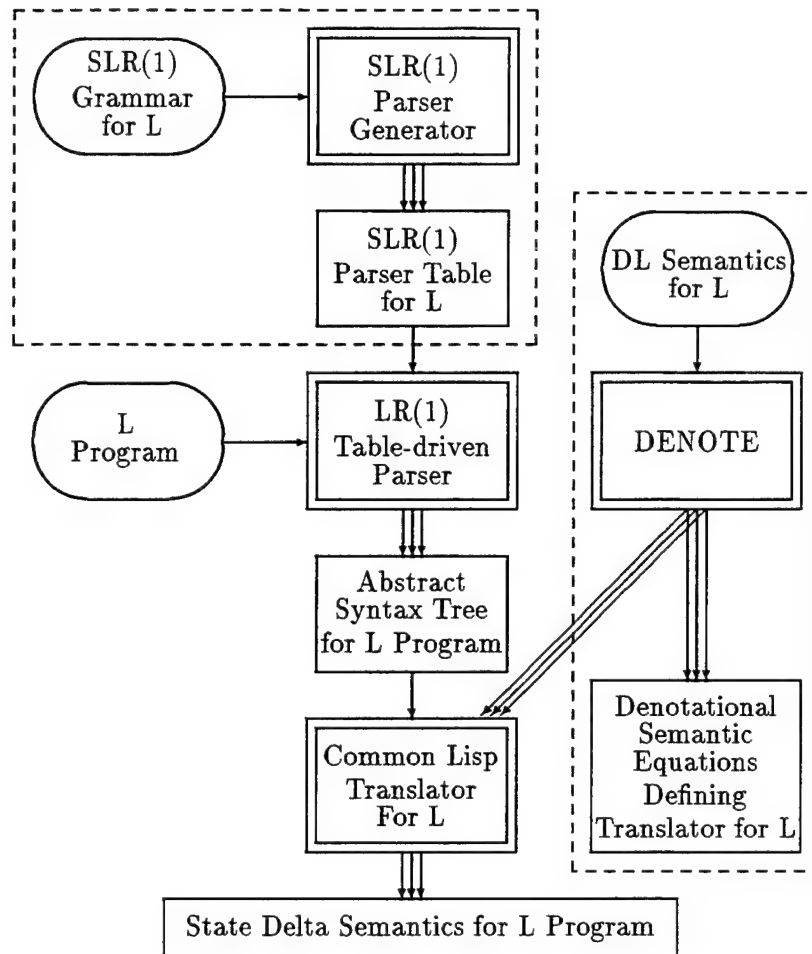 SLR(1)
Grammar
for L
SLR(1)
Parser
Generator
SLR(1)
Parser Table
for L
DL Semantics
for L
L
Program
LR(1)
Table-driven
Parser
DENOTE
Abstract
Syntax Tree
for L Program
Common Lisp
Translator
For L
Denotational
Semantic
Equations
Defining
Translator for L
State Delta Semantics for L Program